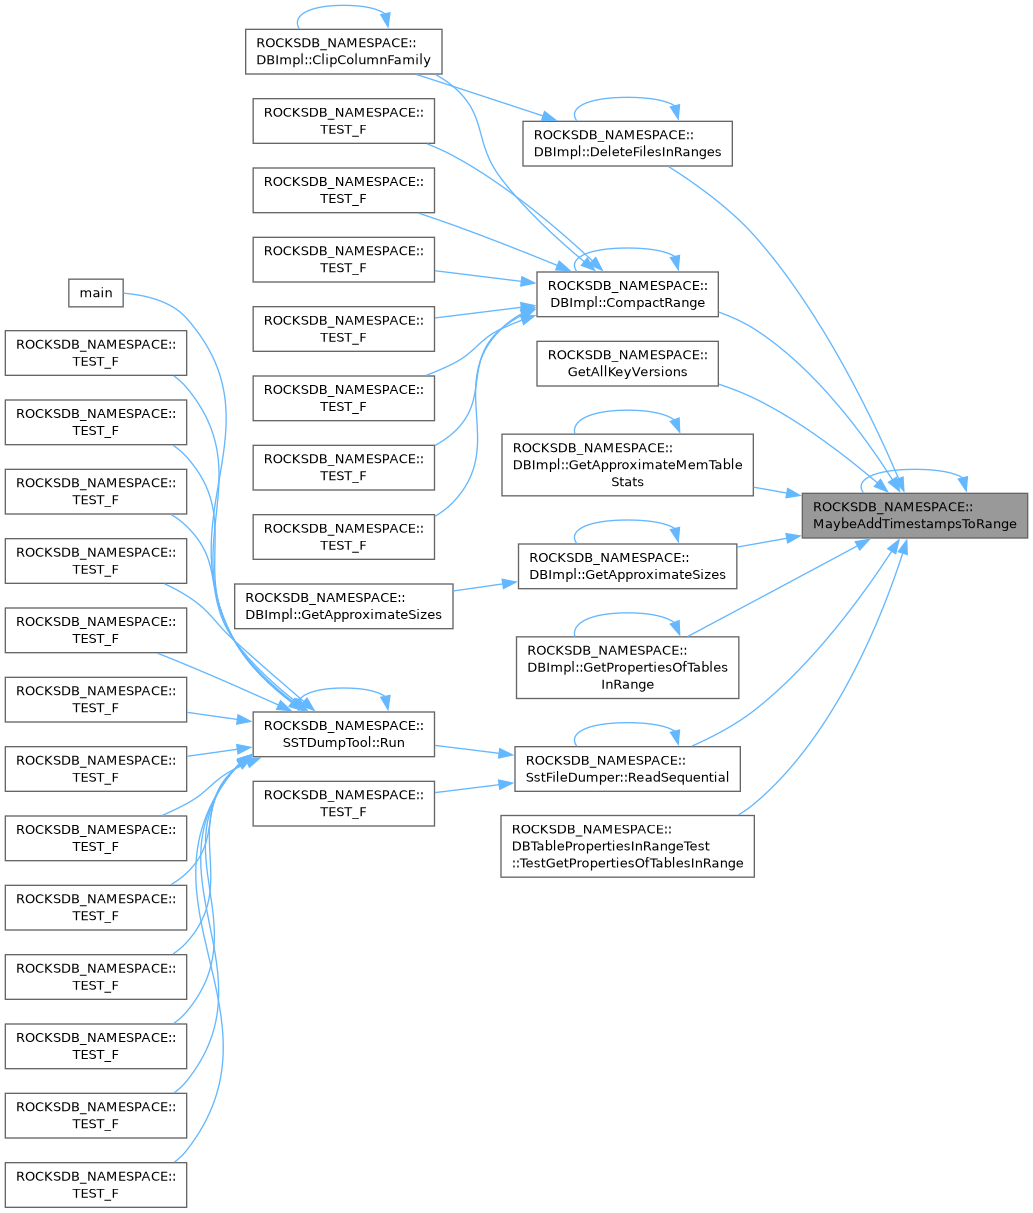 ROCKSDB_NAMESPACE::
DBImpl::ClipColumnFamily
ROCKSDB_NAMESPACE::
TEST_F
ROCKSDB_NAMESPACE::
TEST_F
ROCKSDB_NAMESPACE::
TEST_F
ROCKSDB_NAMESPACE::
TEST_F
ROCKSDB_NAMESPACE::
TEST_F
ROCKSDB_NAMESPACE::
TEST_F
ROCKSDB_NAMESPACE::
TEST_F
ROCKSDB_NAMESPACE::
DBImpl::GetApproximateSizes
ROCKSDB_NAMESPACE::
SSTDumpTool::Run
ROCKSDB_NAMESPACE::
TEST_F
main
ROCKSDB_NAMESPACE::
TEST_F
ROCKSDB_NAMESPACE::
TEST_F
ROCKSDB_NAMESPACE::
TEST_F
ROCKSDB_NAMESPACE::
TEST_F
ROCKSDB_NAMESPACE::
TEST_F
ROCKSDB_NAMESPACE::
TEST_F
ROCKSDB_NAMESPACE::
TEST_F
ROCKSDB_NAMESPACE::
TEST_F
ROCKSDB_NAMESPACE::
TEST_F
ROCKSDB_NAMESPACE::
TEST_F
ROCKSDB_NAMESPACE::
TEST_F
ROCKSDB_NAMESPACE::
TEST_F
ROCKSDB_NAMESPACE::
TEST_F
ROCKSDB_NAMESPACE::
DBImpl::DeleteFilesInRanges
ROCKSDB_NAMESPACE::
DBImpl::CompactRange
ROCKSDB_NAMESPACE::
GetAllKeyVersions
ROCKSDB_NAMESPACE::
DBImpl::GetApproximateMemTable
Stats
ROCKSDB_NAMESPACE::
DBImpl::GetApproximateSizes
ROCKSDB_NAMESPACE::
DBImpl::GetPropertiesOfTables
InRange
ROCKSDB_NAMESPACE::
SstFileDumper::ReadSequential
ROCKSDB_NAMESPACE::
DBTablePropertiesInRangeTest
::TestGetPropertiesOfTablesInRange
ROCKSDB_NAMESPACE::
MaybeAddTimestampsToRange